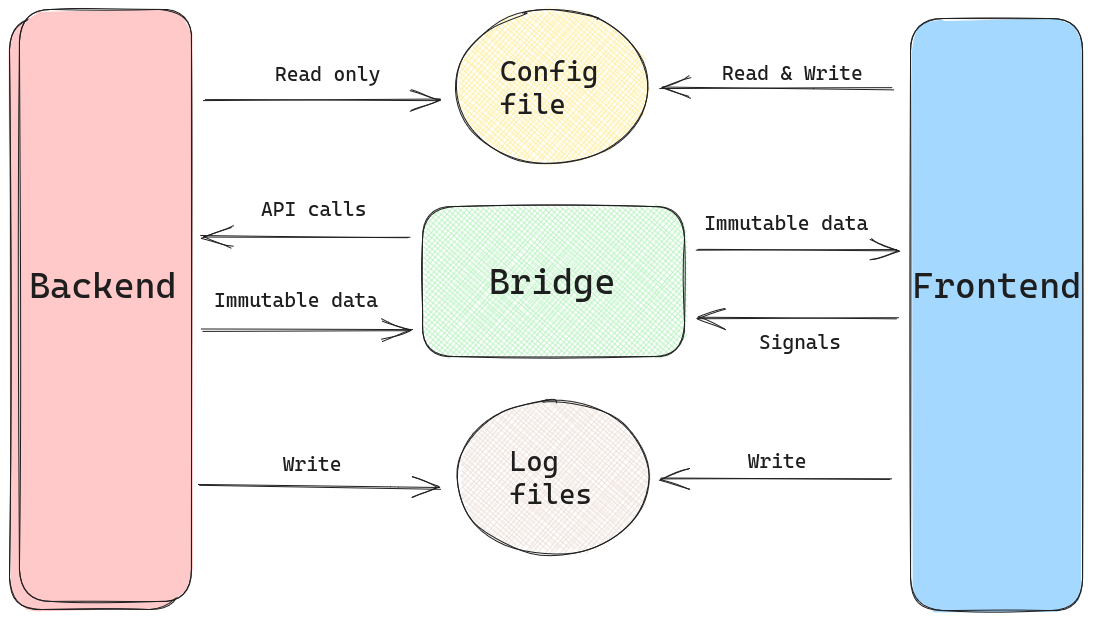 Config
file
Read only
Read & Write
API calls
Immutable data
Backend
Bridge
Frontend
Immutable data
Signals
Log
files
Write
Write